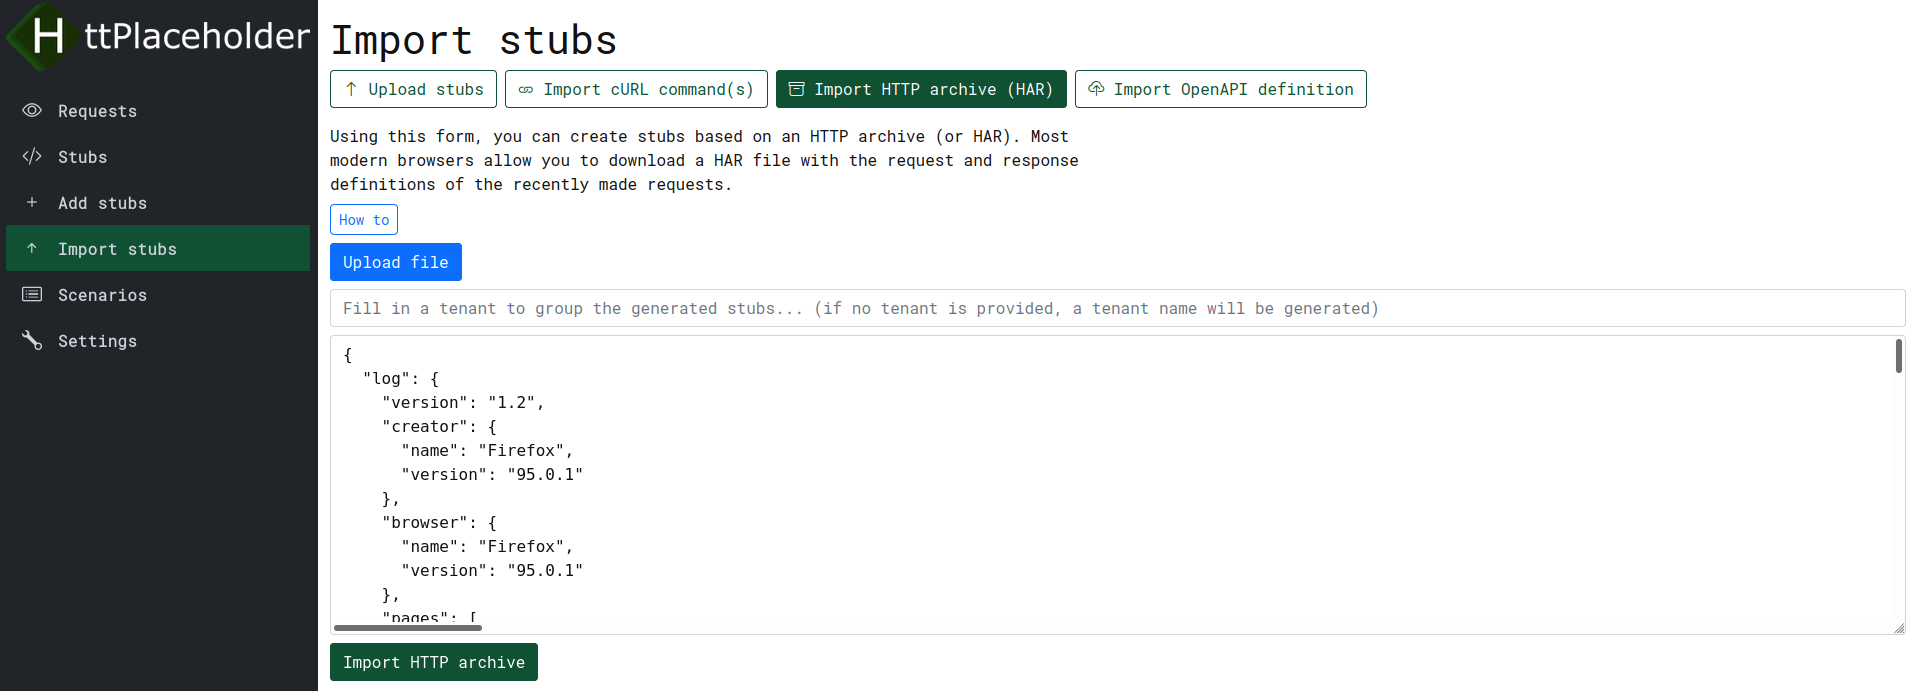 HttPlaceholder
Requests
Stubs
Add stubs
Import stubs
Scenarios
Settings
Import stubs
Upload stubs
Import cURL command(s)
Import HTTP archive (HAR)
Import OpenAPI definition
Using this form, you can create stubs based on an HTTP archive (or HAR). Most
modern browsers allow you to download a HAR file with the request and response
definitions of the recently made requests.
How to
Upload file
Fill in a tenant to group the generated stubs... (if no tenant is provided, a tenant name will be generated)
{
  "log": {
    "version": "1.2",
    "creator": {
      "name": "Firefox",
      "version": "95.0.1"
    },
    "browser": {
      "name": "Firefox",
      "version": "95.0.1"
    },
    "pages": [
Import HTTP archive